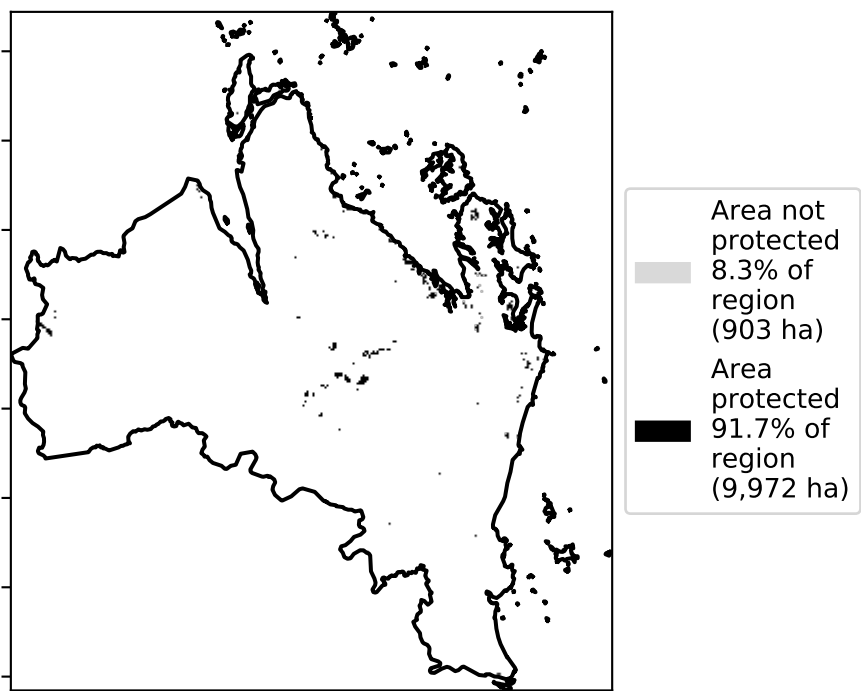 Area not
protected
8.3% of
region
(903 ha)
Area
protected
91.7% of
region
(9,972 ha)